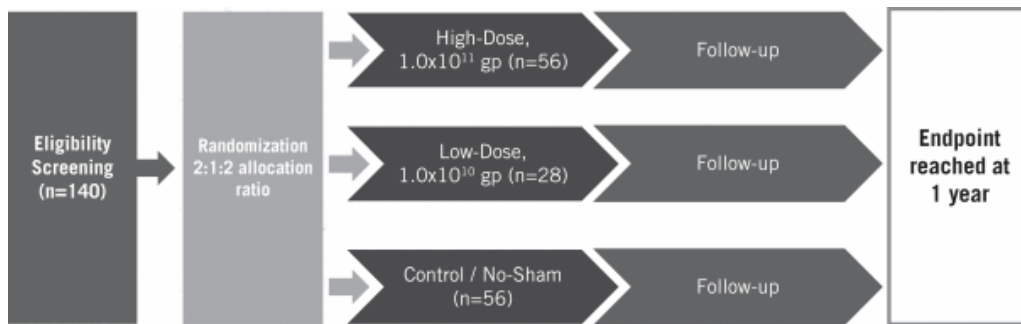 Eligibility
Screening
(n=140)
Randomization
2:1:2 allocation
ratio
High-Dose,
1.0x10¹¹ gp (n=56)
Follow-up
Low-Dose,
1.0x10¹⁰ gp (n=28)
Follow-up
Control / No-Sham
(n=56)
Follow-up
Endpoint
reached at
1 year